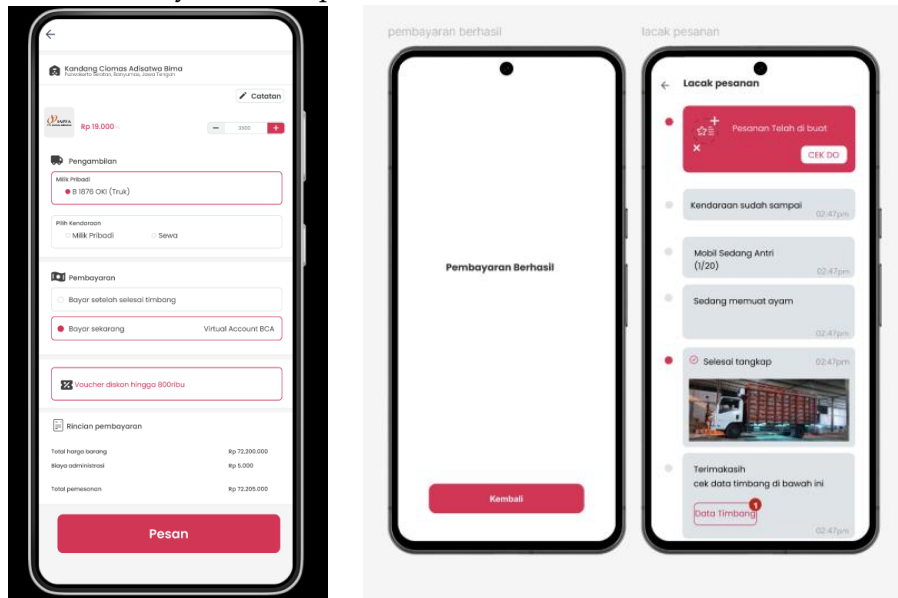 Kandang Ciomas Adisatwa Bima
Purwokerto Selatan, Banyumas, Jawa Tengah
Catatan
Rp 19.000
3500
Pengambilan
Milik Pribadi
B 1876 OKI (Truk)
Pilih Kendaraan
Milik Pribadi Sewa
Pembayaran
Bayar setelah selesai timbang
Bayar sekarang Virtual Account BCA
Voucher diskon hingga 800ribu
Rincian pembayaran
Total harga barang Rp 72.200.000
Biaya administrasi Rp 5.000
Total pemesanan Rp 72.205.000
Pesan
pembayaran berhasil
Pembayaran Berhasil
Kembali
lacak pesanan
Lacak pesanan
Pesanan Telah di buat
CEK DO
Kendaraan sudah sampai
02:47pm
Mobil Sedang Antri
(1/20)
02:47pm
Sedang memuat ayam
02:47pm
Selesai tangkap 02:47pm
Terimakasih
cek data timbang di bawah ini
1
Data Timbang
02:47pm